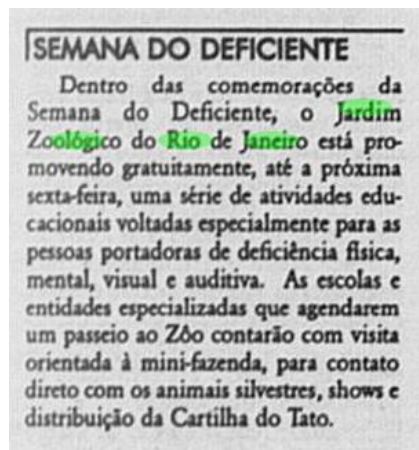 SEMANA DO DEFICIENTE
Dentro das comemorações da
Semana do Deficiente, o Jardim
Zoológico do Rio de Janeiro está pro-
movendo gratuitamente, até a próxima
sexta-feira, uma série de atividades edu-
cacionais voltadas especialmente para as
pessoas portadoras de deficiência física,
mental, visual e auditiva. As escolas e
entidades especializadas que agendarem
um passeio ao Zôo contarão com visita
orientada à mini-fazenda, para contato
direto com os animais silvestres, shows e
distribuição da Cartilha do Tato.